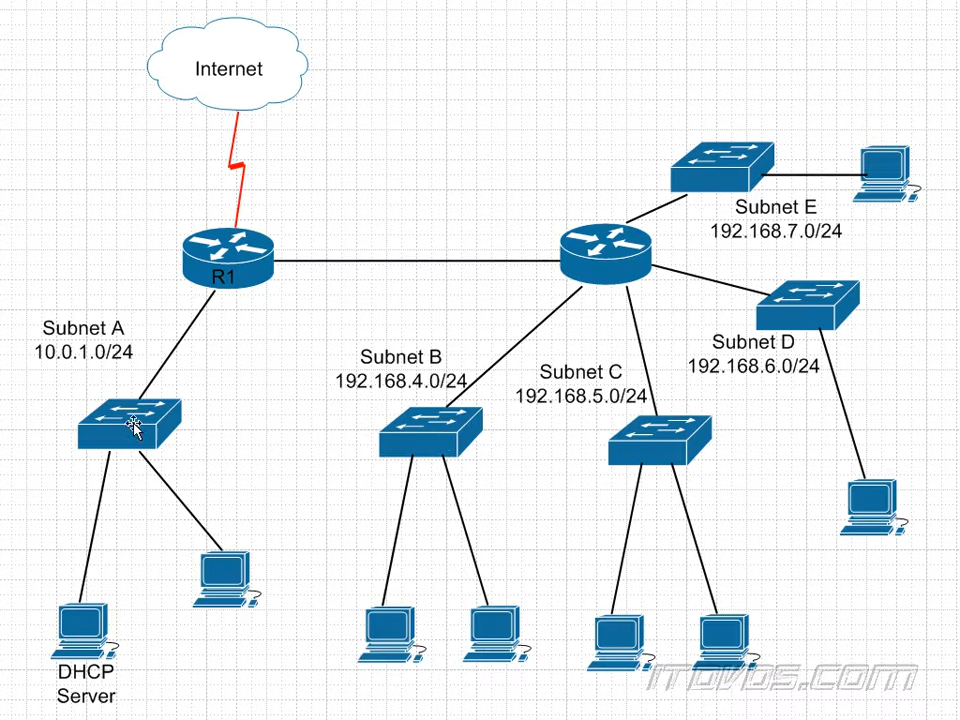 Internet
Subnet E
192.168.7.0/24
R1
Subnet A
10.0.1.0/24
Subnet B
192.168.4.0/24
Subnet C
192.168.5.0/24
Subnet D
192.168.6.0/24
DHCP
Server
ITdvds.com